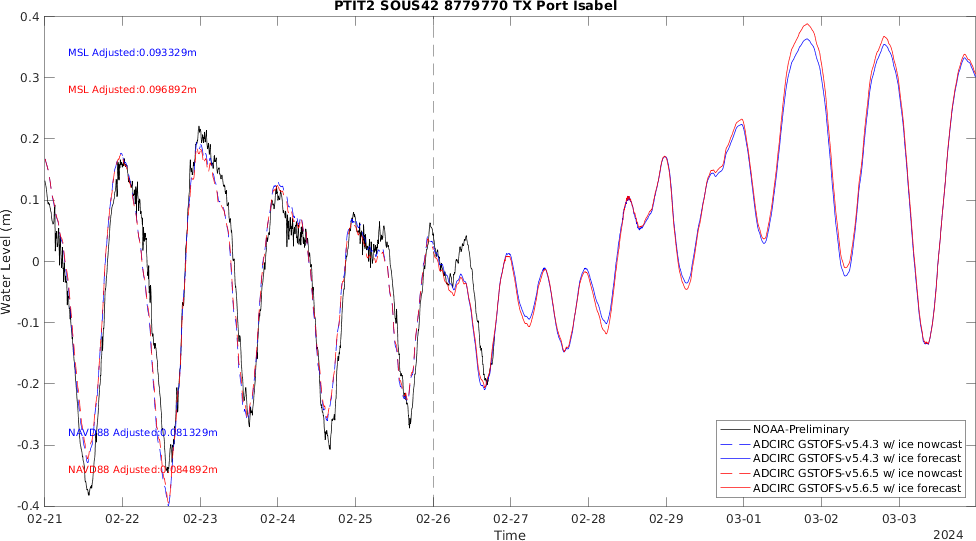 PTIT2 SOUS42 8779770 TX Port Isabel
0.4
MSL Adjusted:0.093329m
0.3
MSL Adjusted:0.096892m
0.2
0.1
0
Water Level (m)
-0.1
-0.2
-0.3
NAVD88 Adjusted:0.081329m
NAVD88 Adjusted:0.084892m
-0.4
NOAA-Preliminary
ADCIRC GSTOFS-v5.4.3 w/ ice nowcast
ADCIRC GSTOFS-v5.4.3 w/ ice forecast
ADCIRC GSTOFS-v5.6.5 w/ ice nowcast
ADCIRC GSTOFS-v5.6.5 w/ ice forecast
02-21 02-22 02-23 02-24 02-25 02-26 02-27 02-28 02-29 03-01 03-02 03-03
Time
2024